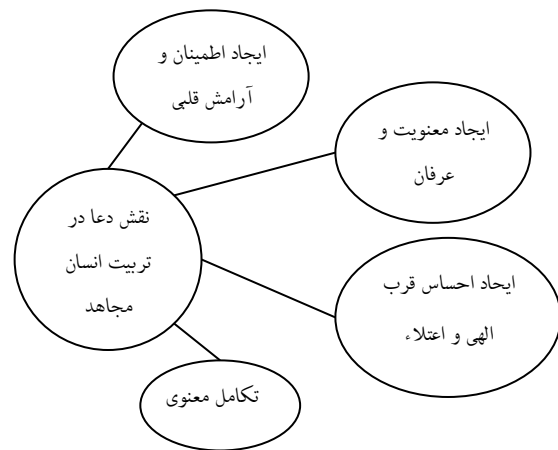 ایجاد اطمینان و
آرامش قلبی
ایجاد معنویت و
عرفان
نقش دعا در
تربیت انسان
مجاهد
ایحاد احساس قرب
الهی و اعتلاء
تکامل معنوی